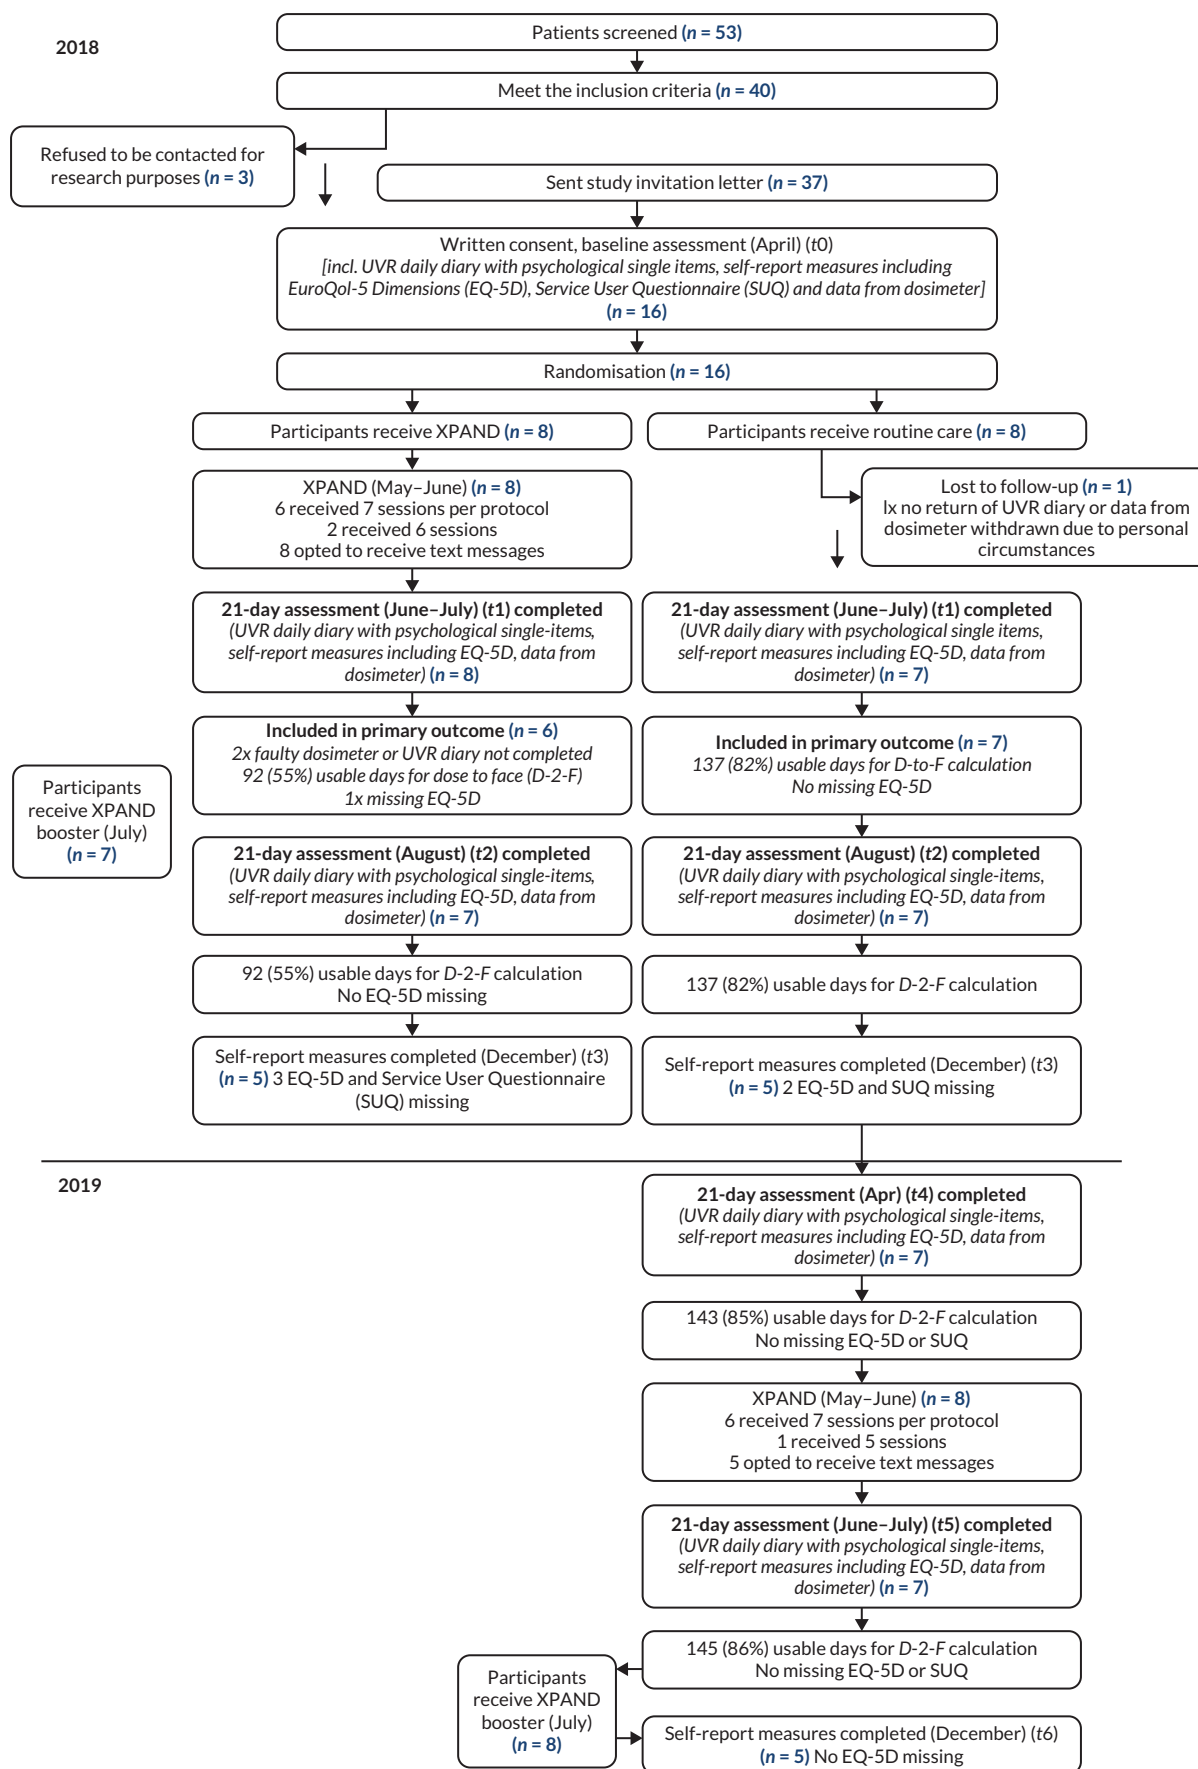 2018
Patients screened (n = 53)
Meet the inclusion criteria (n = 40)
Refused to be contacted for
research purposes (n = 3)
Sent study invitation letter (n = 37)
Written consent, baseline assessment (April) (t0)
[incl. UVR daily diary with psychological single items, self-report measures including
EuroQol-5 Dimensions (EQ-5D), Service User Questionnaire (SUQ) and data from dosimeter]
(n = 16)
Randomisation (n = 16)
Participants receive XPAND (n = 8)
Participants receive routine care (n = 8)
XPAND (May–June) (n = 8)
6 received 7 sessions per protocol
2 received 6 sessions
8 opted to receive text messages
Lost to follow-up (n = 1)
lx no return of UVR diary or data from
dosimeter withdrawn due to personal
circumstances
21-day assessment (June–July) (t1) completed
(UVR daily diary with psychological single-items,
self-report measures including EQ-5D, data from
dosimeter) (n = 8)
21-day assessment (June–July) (t1) completed
(UVR daily diary with psychological single items,
self-report measures including EQ-5D, data from
dosimeter) (n = 7)
Included in primary outcome (n = 6)
2x faulty dosimeter or UVR diary not completed
92 (55%) usable days for dose to face (D-2-F)
1x missing EQ-5D
Included in primary outcome (n = 7)
137 (82%) usable days for D-to-F calculation
No missing EQ-5D
Participants
receive XPAND
booster (July)
(n = 7)
21-day assessment (August) (t2) completed
(UVR daily diary with psychological single-items,
self-report measures including EQ-5D, data from
dosimeter) (n = 7)
21-day assessment (August) (t2) completed
(UVR daily diary with psychological single-items,
self-report measures including EQ-5D, data from
dosimeter) (n = 7)
92 (55%) usable days for D-2-F calculation
No EQ-5D missing
137 (82%) usable days for D-2-F calculation
Self-report measures completed (December) (t3)
(n = 5) 3 EQ-5D and Service User Questionnaire
(SUQ) missing
Self-report measures completed (December) (t3)
(n = 5) 2 EQ-5D and SUQ missing
2019
21-day assessment (Apr) (t4) completed
(UVR daily diary with psychological single-items,
self-report measures including EQ-5D, data from
dosimeter) (n = 7)
143 (85%) usable days for D-2-F calculation
No missing EQ-5D or SUQ
XPAND (May–June) (n = 8)
6 received 7 sessions per protocol
1 received 5 sessions
5 opted to receive text messages
21-day assessment (June–July) (t5) completed
(UVR daily diary with psychological single-items,
self-report measures including EQ-5D, data from
dosimeter) (n = 7)
145 (86%) usable days for D-2-F calculation
No missing EQ-5D or SUQ
Participants
receive XPAND
booster (July)
(n = 8)
Self-report measures completed (December) (t6)
(n = 5) No EQ-5D missing